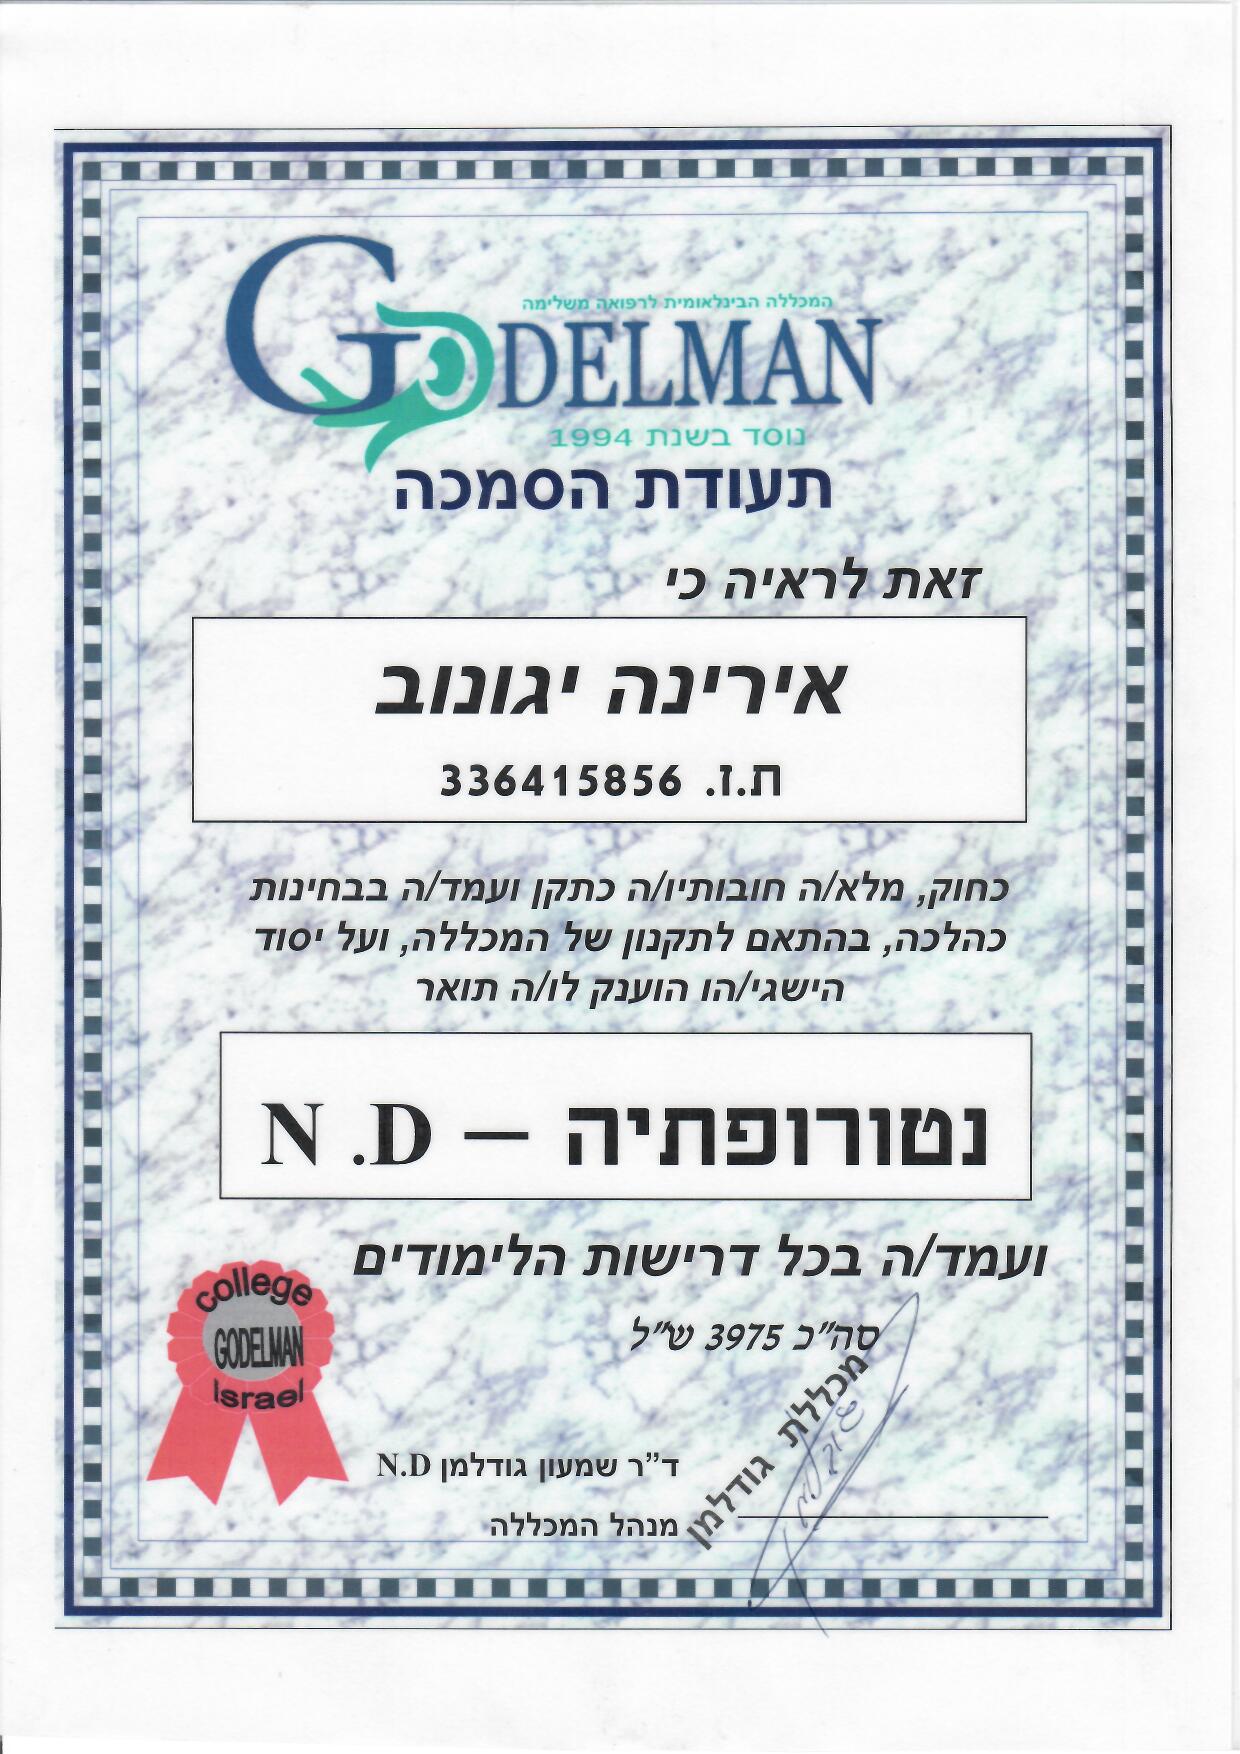 המכללה הבינלאומית לרפואה משלימה
GODELMAN
נוסד בשנת 1994
תעודת הסמכה
זאת לראיה כי
אירינה יגונוב
ת.ז. 336415856
כחוק, מלא/ה חובותיו/ה כתקן ועמד/ה בבחינות
כהלכה, בהתאם לתקנון של המכללה, ועל יסוד
הישגי/הו הוענק לו/ה תואר
נטורופתיה – N .D
ועמד/ה בכל דרישות הלימודים
סה"כ 3975 ש"ל
college
GODELMAN
Israel
מכללת גודלמן
ד"ר שמעון גודלמן N.D
מנהל המכללה